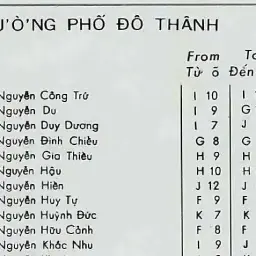 ƯỜNG PHỐ ĐÔ THÀNH
From To
Từ ô Đến
Nguyễn Công Trứ I 10 I
Nguyễn Du I 9 G
Nguyễn Duy Dương I 7 J
Nguyễn Đình Chiểu G 8 G
Nguyễn Gia Thiều H 9 H
Nguyễn Hậu H 10 H
Nguyễn Hiền J 12 J
Nguyễn Huy Tự F 9 F
Nguyễn Huỳnh Đức K 7 K
Nguyễn Hữu Cảnh F 8 F
Nguyễn Khắc Nhu I 9 J